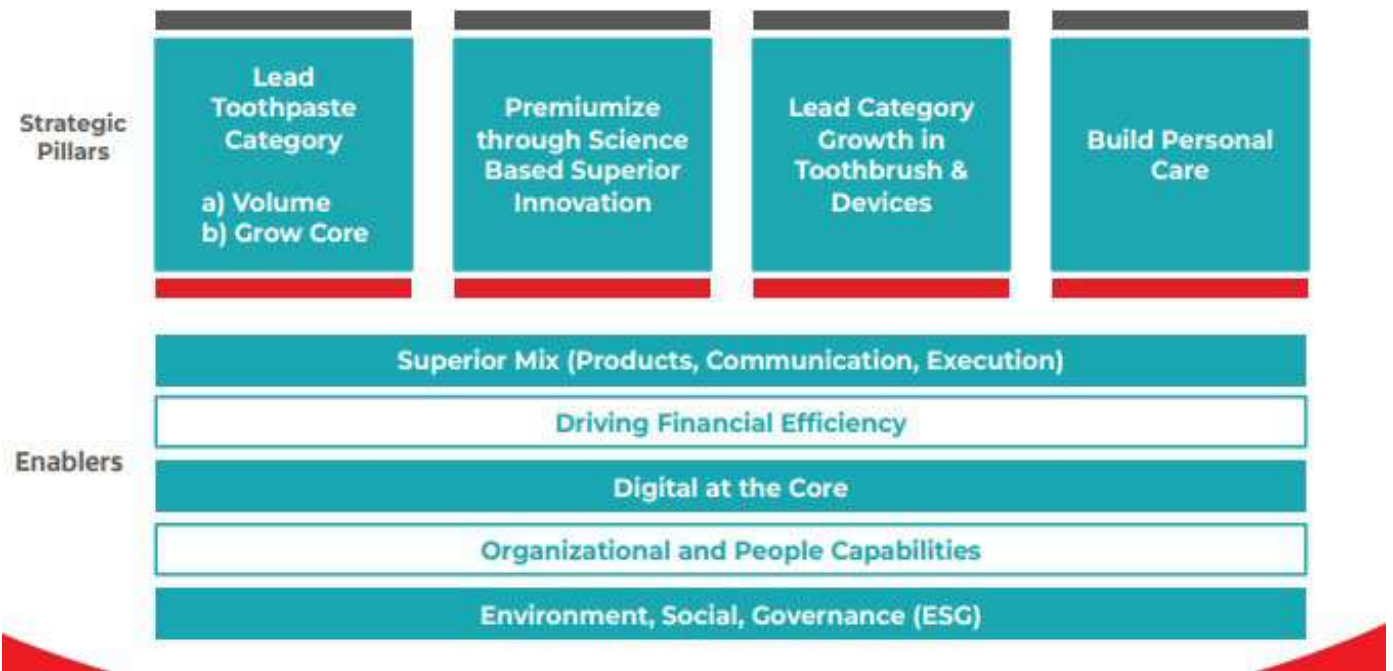 Strategic
Pillars
Lead
Toothpaste
Category
a) Volume
b) Grow Core
Premiumize
through Science
Based Superior
Innovation
Lead Category
Growth in
Toothbrush &
Devices
Build Personal
Care
Enablers
Superior Mix (Products, Communication, Execution)
Driving Financial Efficiency
Digital at the Core
Organizational and People Capabilities
Environment, Social, Governance (ESG)